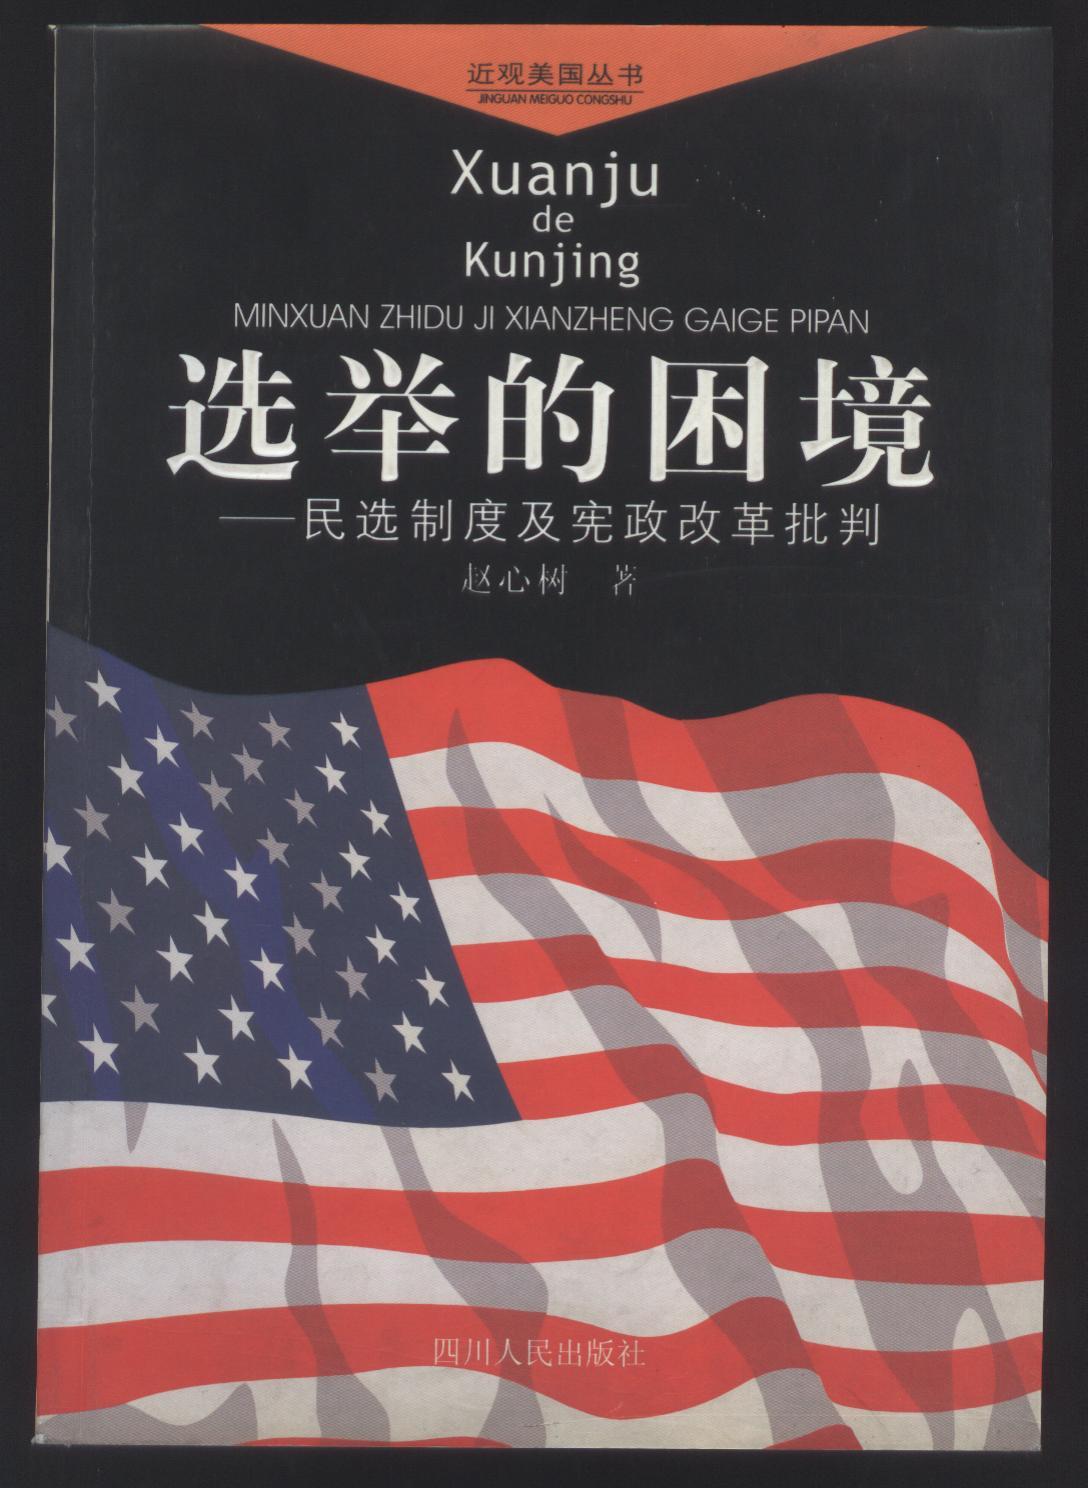 近观美国丛书
JINGUAN MEIGUO CONGSHU
Xuanju
de
Kunjing
MINXUAN ZHIDU JI XIANZHENG GAIGE PIPAN
选举的困境
——民选制度及宪政改革批判
赵心树 著
四川人民出版社